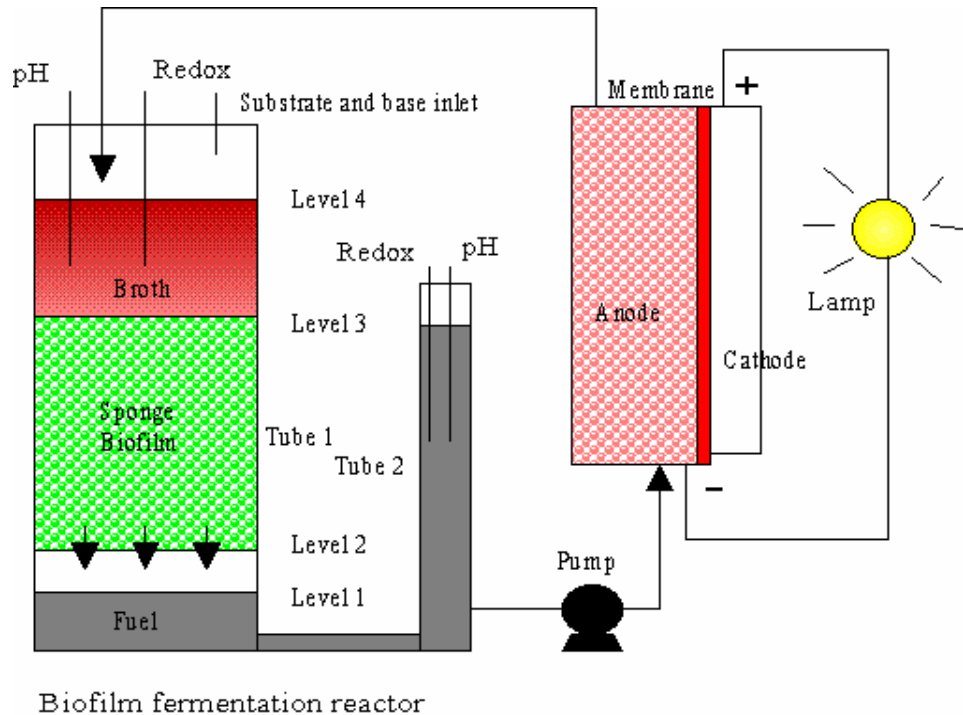 pH
Redox
Substrate and base inlet
Membrane
+
Level 4
Redox
pH
Broth
Level 3
Anode
Lamp
Cathode
Sponge
Biofilm
Tube 1
Tube 2
-
Level 2
Pump
Level 1
Fuel
Biofilm fermentation reactor